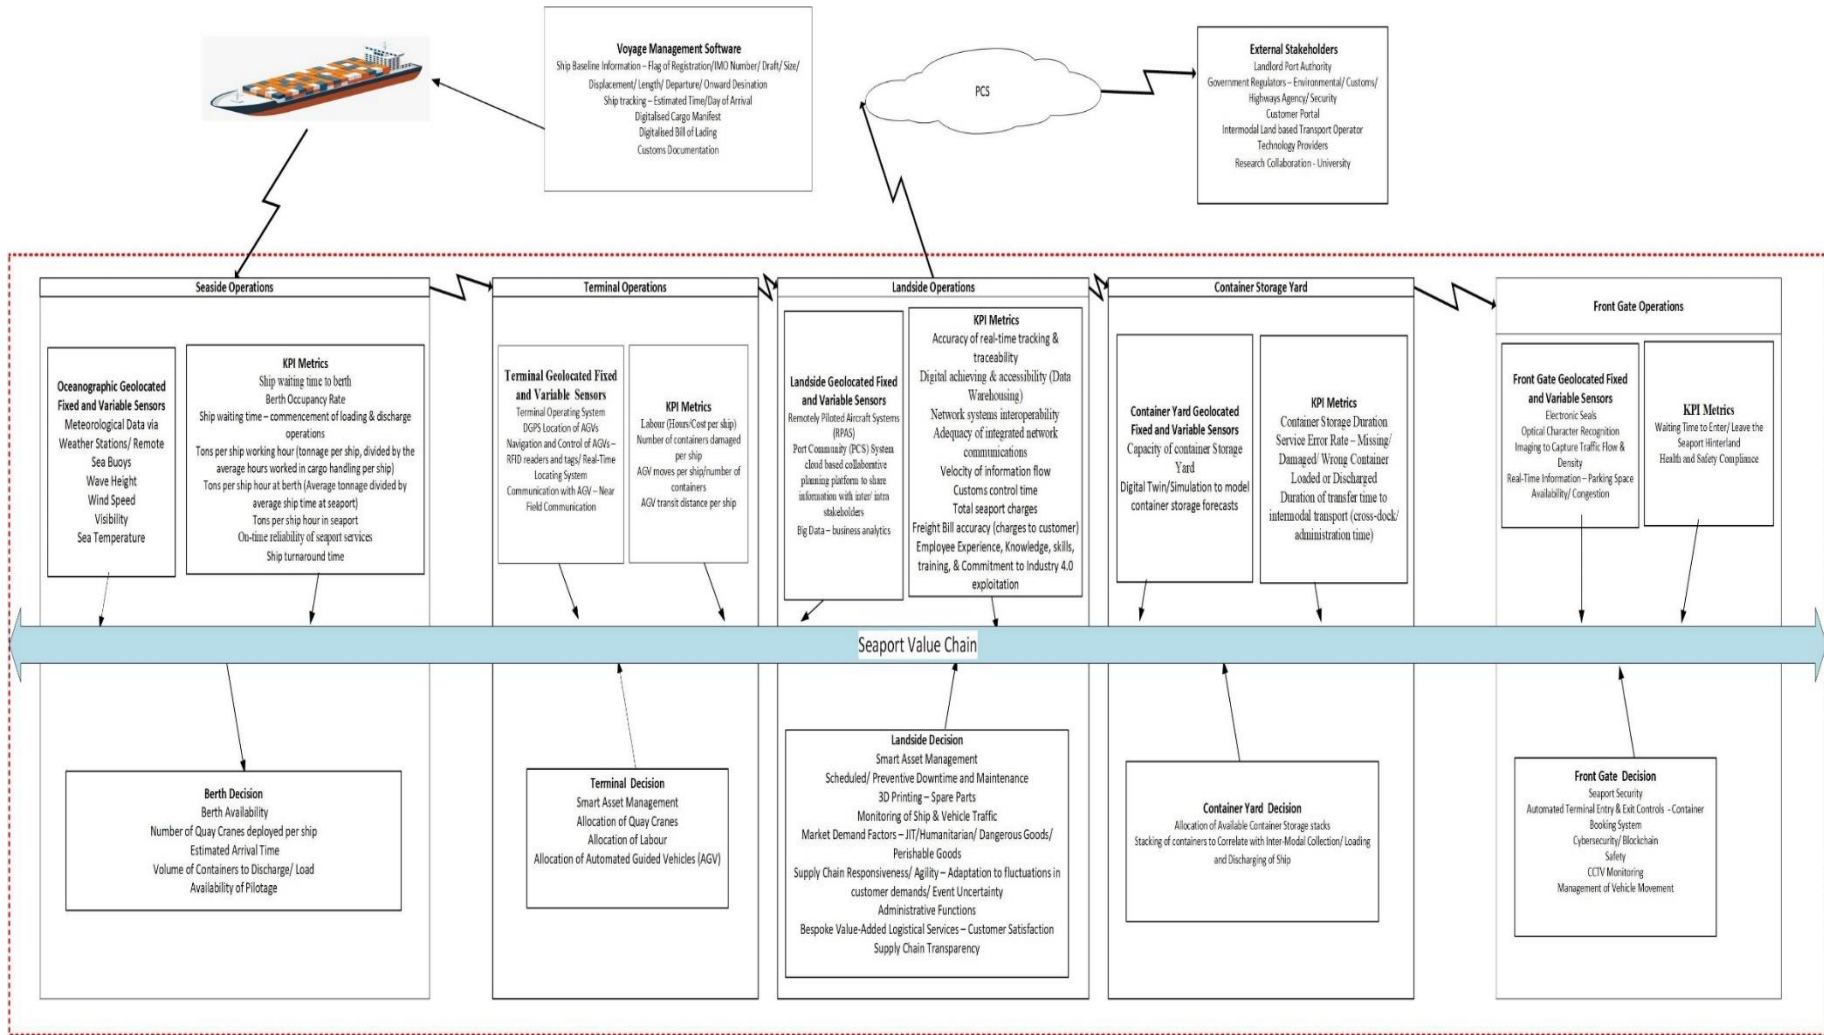 Voyage Management Software
Ship Baseline Information – Flag of Registration/IMO Number/ Draft/ Size/
Displacement/ Length/ Departure/ Onward Desination
Ship tracking – Estimated Time/Day of Arrival
Digitalised Cargo Manifest
Digitalised Bill of Lading
Customs Documentation
PCS
External Stakeholders
Landlord Port Authority
Government Regulators – Environmental/ Customs/
Highways Agency/ Security
Customer Portal
Intermodal Land based Transport Operator
Technology Providers
Research Collaboration - University
Seaside Operations
Oceanographic Geolocated
Fixed and Variable Sensors
Meteorological Data via
Weather Stations/ Remote
Sea Buoys
Wave Height
Wind Speed
Visibility
Sea Temperature
KPI Metrics
Ship waiting time to berth
Berth Occupancy Rate
Ship waiting time – commencement of loading & discharge
operations
Tons per ship working hour (tonnage per ship, divided by the
average hours worked in cargo handling per ship)
Tons per ship hour at berth (Average tonnage divided by
average ship time at seaport)
Tons per ship hour in seaport
On-time reliability of seaport services
Ship turnaround time
Terminal Operations
Terminal Geolocated Fixed
and Variable Sensors
Terminal Operating System
DGPS Location of AGVs
Navigation and Control of AGVs –
RFID readers and tags/ Real-Time
Locating System
Communication with AGV – Near
Field Communication
KPI Metrics
Labour (Hours/Cost per ship)
Number of containers damaged
per ship
AGV moves per ship/number of
containers
AGV transit distance per ship
Landside Operations
Landside Geolocated Fixed
and Variable Sensors
Remotely Piloted Aircraft Systems
(RPAS)
Port Community (PCS) System
cloud based collaborative
planning platform to share
information with inter/ intra
stakeholders
Big Data – business analytics
KPI Metrics
Accuracy of real-time tracking &
traceability
Digital achieving & accessibility (Data
Warehousing)
Network systems interoperability
Adequacy of integrated network
communications
Velocity of information flow
Customs control time
Total seaport charges
Freight Bill accuracy (charges to customer)
Employee Experience, Knowledge, skills,
training, & Commitment to Industry 4.0
exploitation
Container Storage Yard
Container Yard Geolocated
Fixed and Variable Sensors
Capacity of container Storage
Yard
Digital Twin/Simulation to model
container storage forecasts
KPI Metrics
Container Storage Duration
Service Error Rate – Missing/
Damaged/ Wrong Container
Loaded or Discharged
Duration of transfer time to
intermodal transport (cross-dock/
administration time)
Front Gate Operations
Front Gate Geolocated Fixed
and Variable Sensors
Electronic Seals
Optical Character Recognition
Imaging to Capture Traffic Flow &
Density
Real-Time Information – Parking Space
Availability/ Congestion
KPI Metrics
Waiting Time to Enter/ Leave the
Seaport Hinterland
Health and Safety Compliance
Seaport Value Chain
Berth Decision
Berth Availability
Number of Quay Cranes deployed per ship
Estimated Arrival Time
Volume of Containers to Discharge/ Load
Availability of Pilotage
Terminal Decision
Smart Asset Management
Allocation of Quay Cranes
Allocation of Labour
Allocation of Automated Guided Vehicles (AGV)
Landside Decision
Smart Asset Management
Scheduled/ Preventive Downtime and Maintenance
3D Printing – Spare Parts
Monitoring of Ship & Vehicle Traffic
Market Demand Factors – JIT/Humanitarian/ Dangerous Goods/
Perishable Goods
Supply Chain Responsiveness/ Agility – Adaptation to fluctuations in
customer demands/ Event Uncertainty
Administrative Functions
Bespoke Value-Added Logistical Services – Customer Satisfaction
Supply Chain Transparency
Container Yard Decision
Allocation of Available Container Storage stacks
Stacking of containers to Correlate with Inter-Modal Collection/ Loading
and Discharging of Ship
Front Gate Decision
Seaport Security
Automated Terminal Entry & Exit Controls - Container
Booking System
Cybersecurity/ Blockchain
Safety
CCTV Monitoring
Management of Vehicle Movement